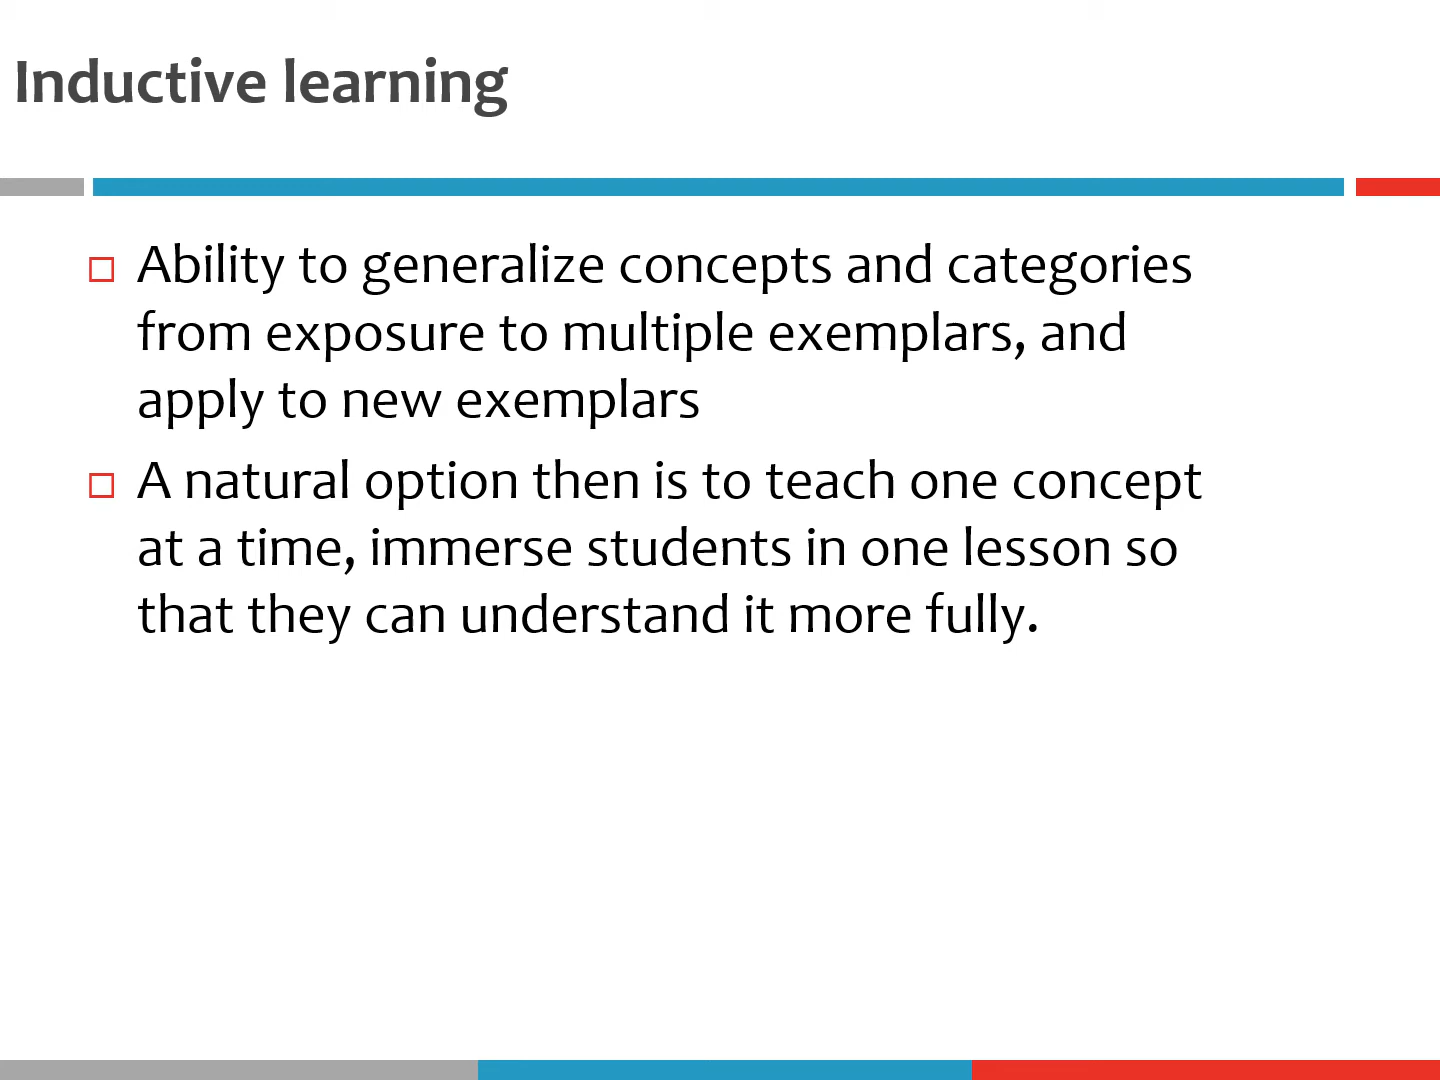 Inductive learning
Ability to generalize concepts and categories
from exposure to multiple exemplars, and
apply to new exemplars
A natural option then is to teach one concept
at a time, immerse students in one lesson so
that they can understand it more fully.